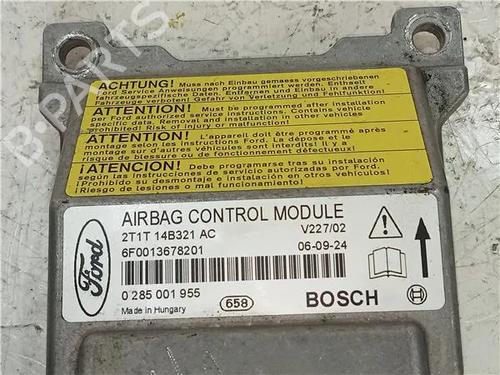 ACHTUNG! Muss nach Einbau gemaess vorgeschriebenen
Ford Service Anweisungen programmiert werden. Enthaelt
fahrzeugspezifische Daten. Entfernen und Einbau in andere
Fahrzeuge verboten! Gefahr von Verletzung und Fehlfunktion!
ATTENTION! Must be programmed after installation
per Ford authorized service instructions. Contains vehicle
specific data. Removal and installation in other vehicles
prohibited! Risk of injury or malfunction!
ATTENTION! L'appareil doit être programmé après
montage selon les instructions Ford. La dépose et le
montage sur d'autres véhicules sont interdits! Il y a
risque de blessure ou de fonctionnement défectueux!
¡ATENCION! Debe programarse tras su instalación
según las instrucciones de servicio autorizadas por Ford.
¡Prohibido su desmontaje e instalación en otros vehículos!
Riesgo de lesiones o mal funcionamiento!
Ford
AIRBAG CONTROL MODULE
2T1T 14B321 AC V227/02
6F0013678201 06-09-24
0 285 001 955
Made in Hungary
658
BOSCH